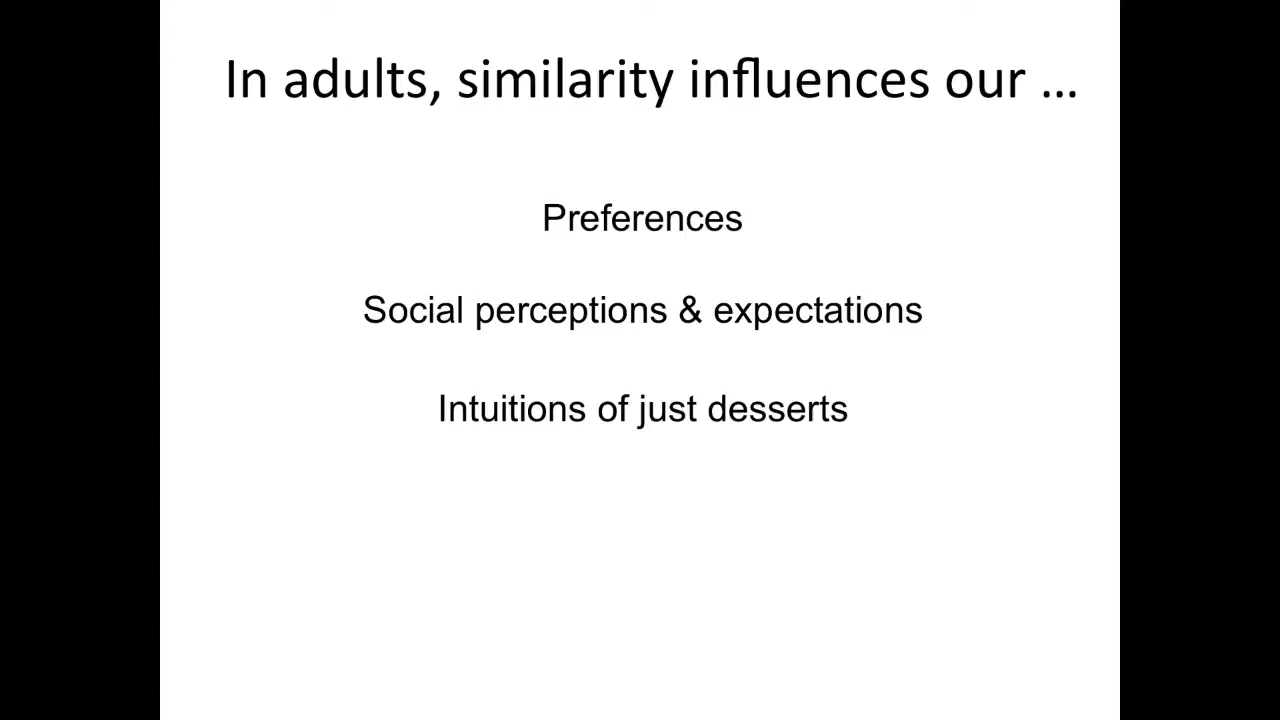 In adults, similarity influences our ...
Preferences
Social perceptions & expectations
Intuitions of just desserts